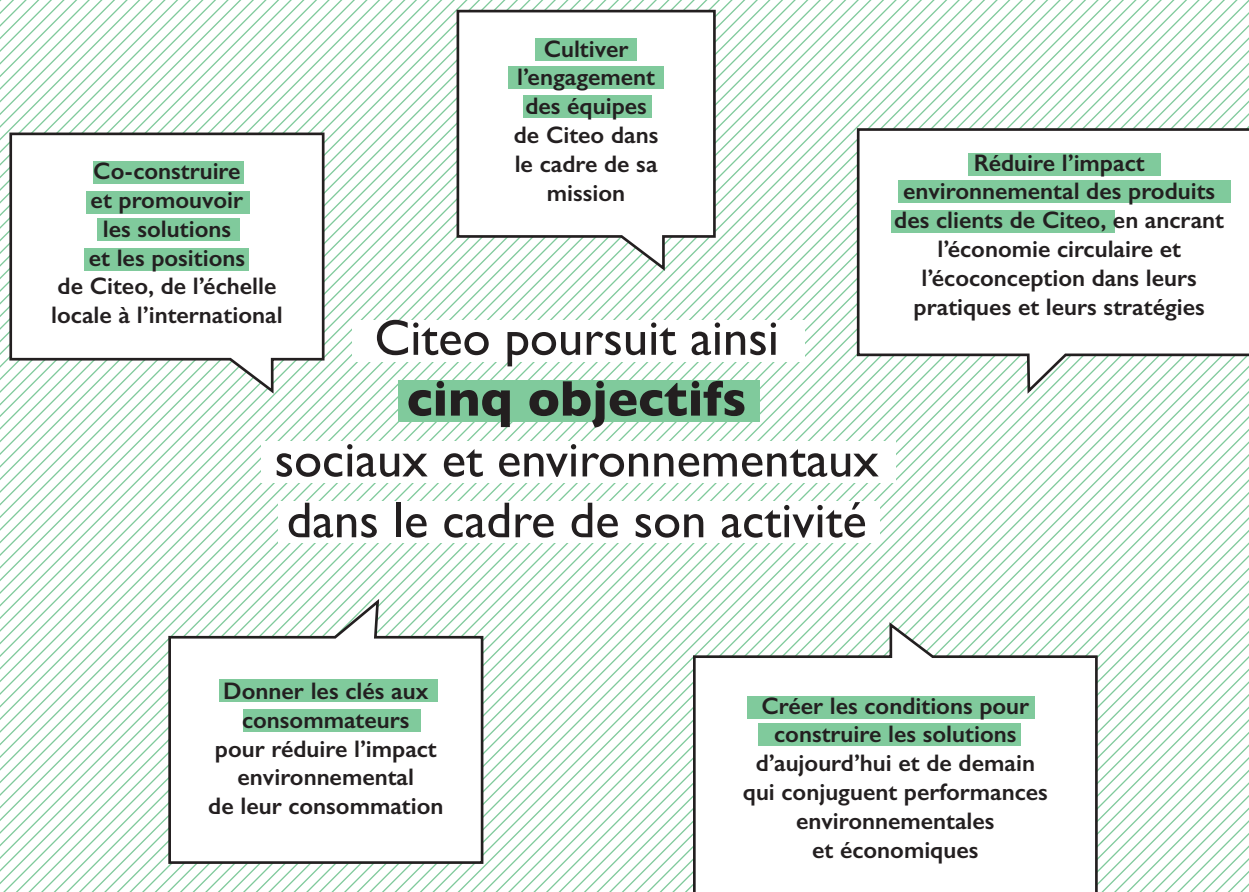 Cultiver
l'engagement
des équipes
de Citeo dans
le cadre de sa
mission
Co-construire
et promouvoir
les solutions
et les positions
de Citeo, de l'échelle
locale à l'international
Réduire l'impact
environnemental des produits
des clients de Citeo, en ancrant
l'économie circulaire et
l'écoconception dans leurs
pratiques et leurs stratégies
Citeo poursuit ainsi
cinq objectifs
sociaux et environnementaux
dans le cadre de son activité
Donner les clés aux
consommateurs
pour réduire l'impact
environnemental
de leur consommation
Créer les conditions pour
construire les solutions
d'aujourd'hui et de demain
qui conjuguent performances
environnementales
et économiques